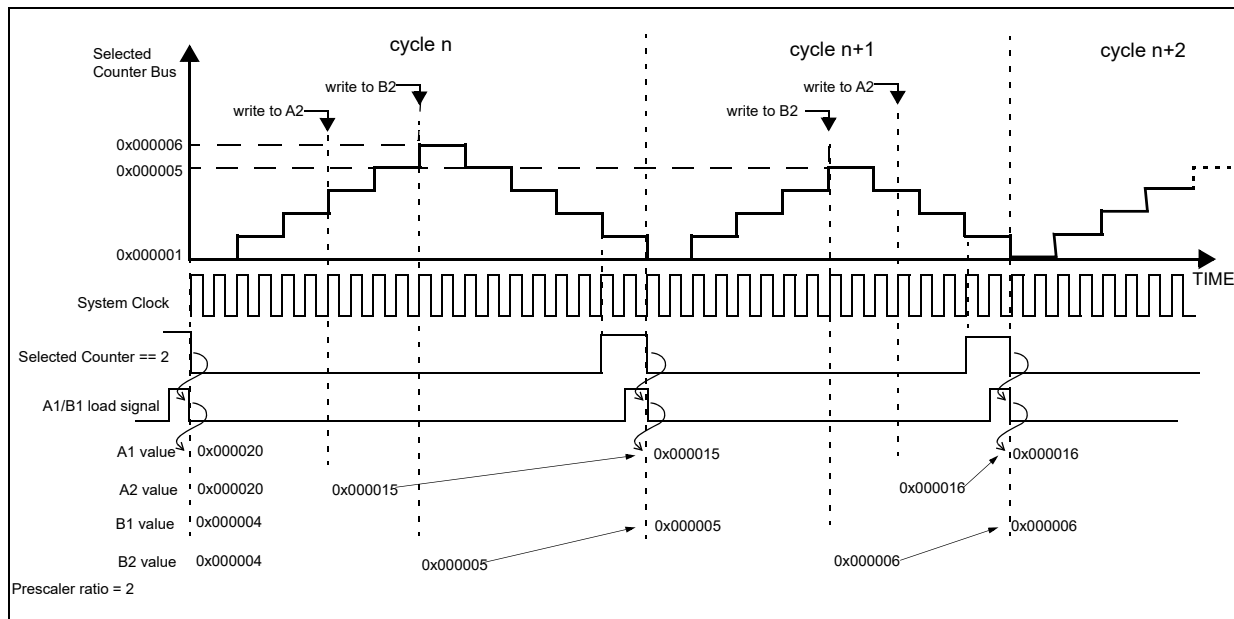 cycle n
cycle n+1
cycle n+2
Selected
Counter Bus
write to B2
write to A2
write to A2
write to B2
0x000006
0x000005
0x000001
TIME
System Clock
Selected Counter == 2
A1/B1 load signal
A1 value 0x000020 0x000015 0x000016
A2 value 0x000020 0x000015 0x000016
B1 value 0x000004 0x000005 0x000006
B2 value 0x000004 0x000005 0x000006
Prescaler ratio = 2